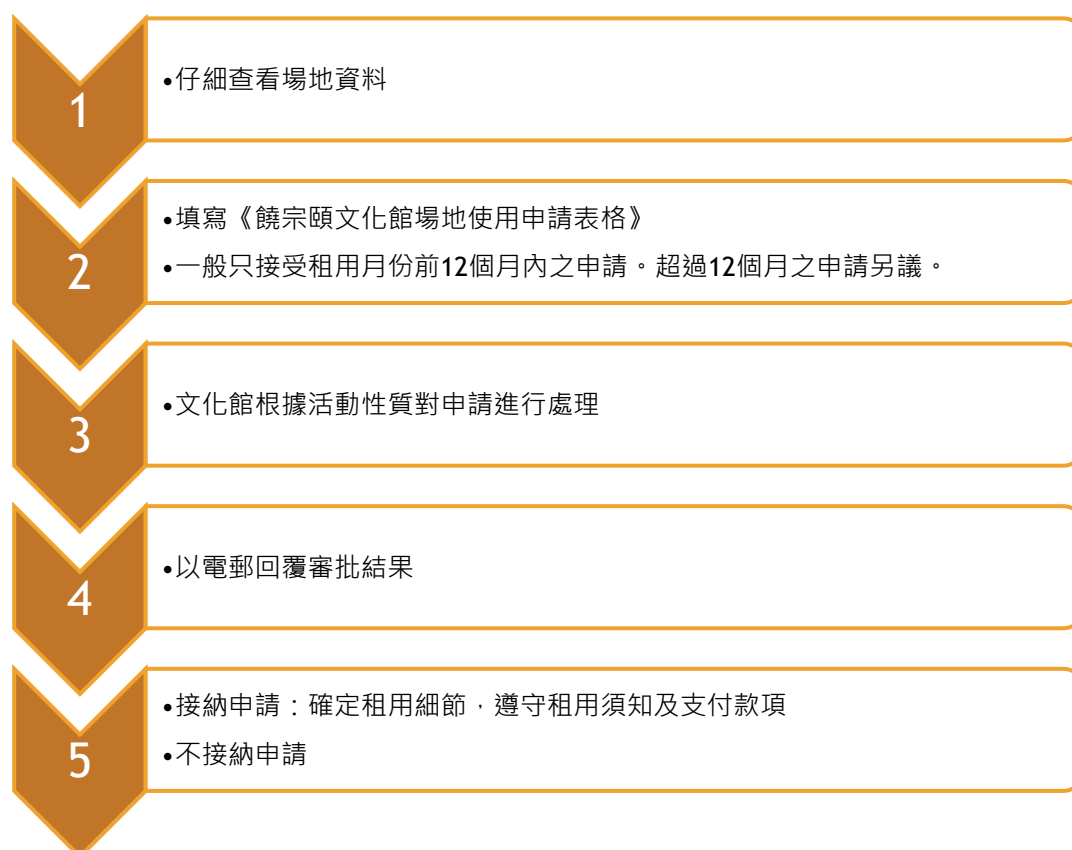 1
•仔細查看場地資料
2
•填寫《饒宗頤文化館場地使用申請表格》
•一般只接受租用月份前12個月內之申請。超過12個月之申請另議。
3
•文化館根據活動性質對申請進行處理
4
•以電郵回覆審批結果
5
•接納申請：確定租用細節，遵守租用須知及支付款項
•不接納申請